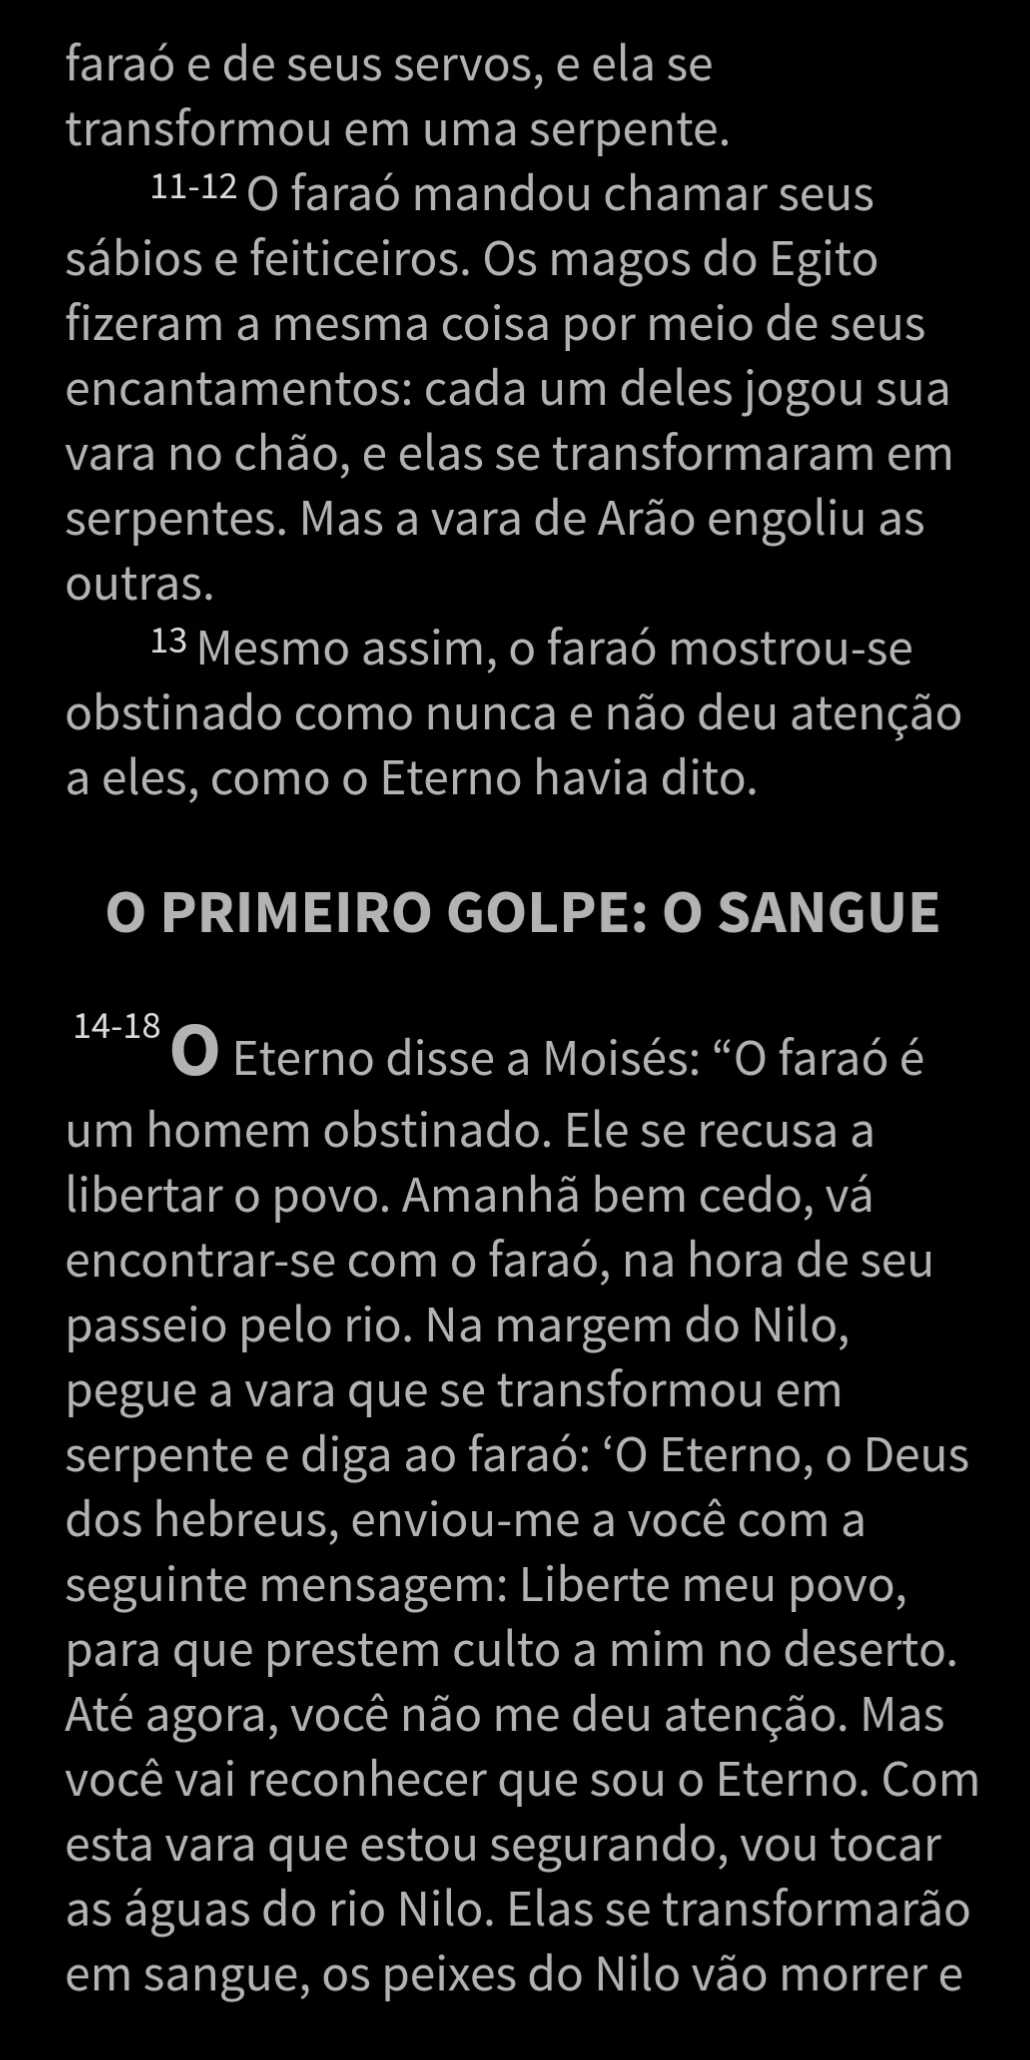 faraó e de seus servos, e ela se
transformou em uma serpente.
11-12 O faraó mandou chamar seus
sábios e feiticeiros. Os magos do Egito
fizeram a mesma coisa por meio de seus
encantamentos: cada um deles jogou sua
vara no chão, e elas se transformaram em
serpentes. Mas a vara de Arão engoliu as
outras.
13 Mesmo assim, o faraó mostrou-se
obstinado como nunca e não deu atenção
a eles, como o Eterno havia dito.
O PRIMEIRO GOLPE: O SANGUE
14-18 O Eterno disse a Moisés: “O faraó é
um homem obstinado. Ele se recusa a
libertar o povo. Amanhã bem cedo, vá
encontrar-se com o faraó, na hora de seu
passeio pelo rio. Na margem do Nilo,
pegue a vara que se transformou em
serpente e diga ao faraó: ‘O Eterno, o Deus
dos hebreus, enviou-me a você com a
seguinte mensagem: Liberte meu povo,
para que prestem culto a mim no deserto.
Até agora, você não me deu atenção. Mas
você vai reconhecer que sou o Eterno. Com
esta vara que estou segurando, vou tocar
as águas do rio Nilo. Elas se transformarão
em sangue, os peixes do Nilo vão morrer e